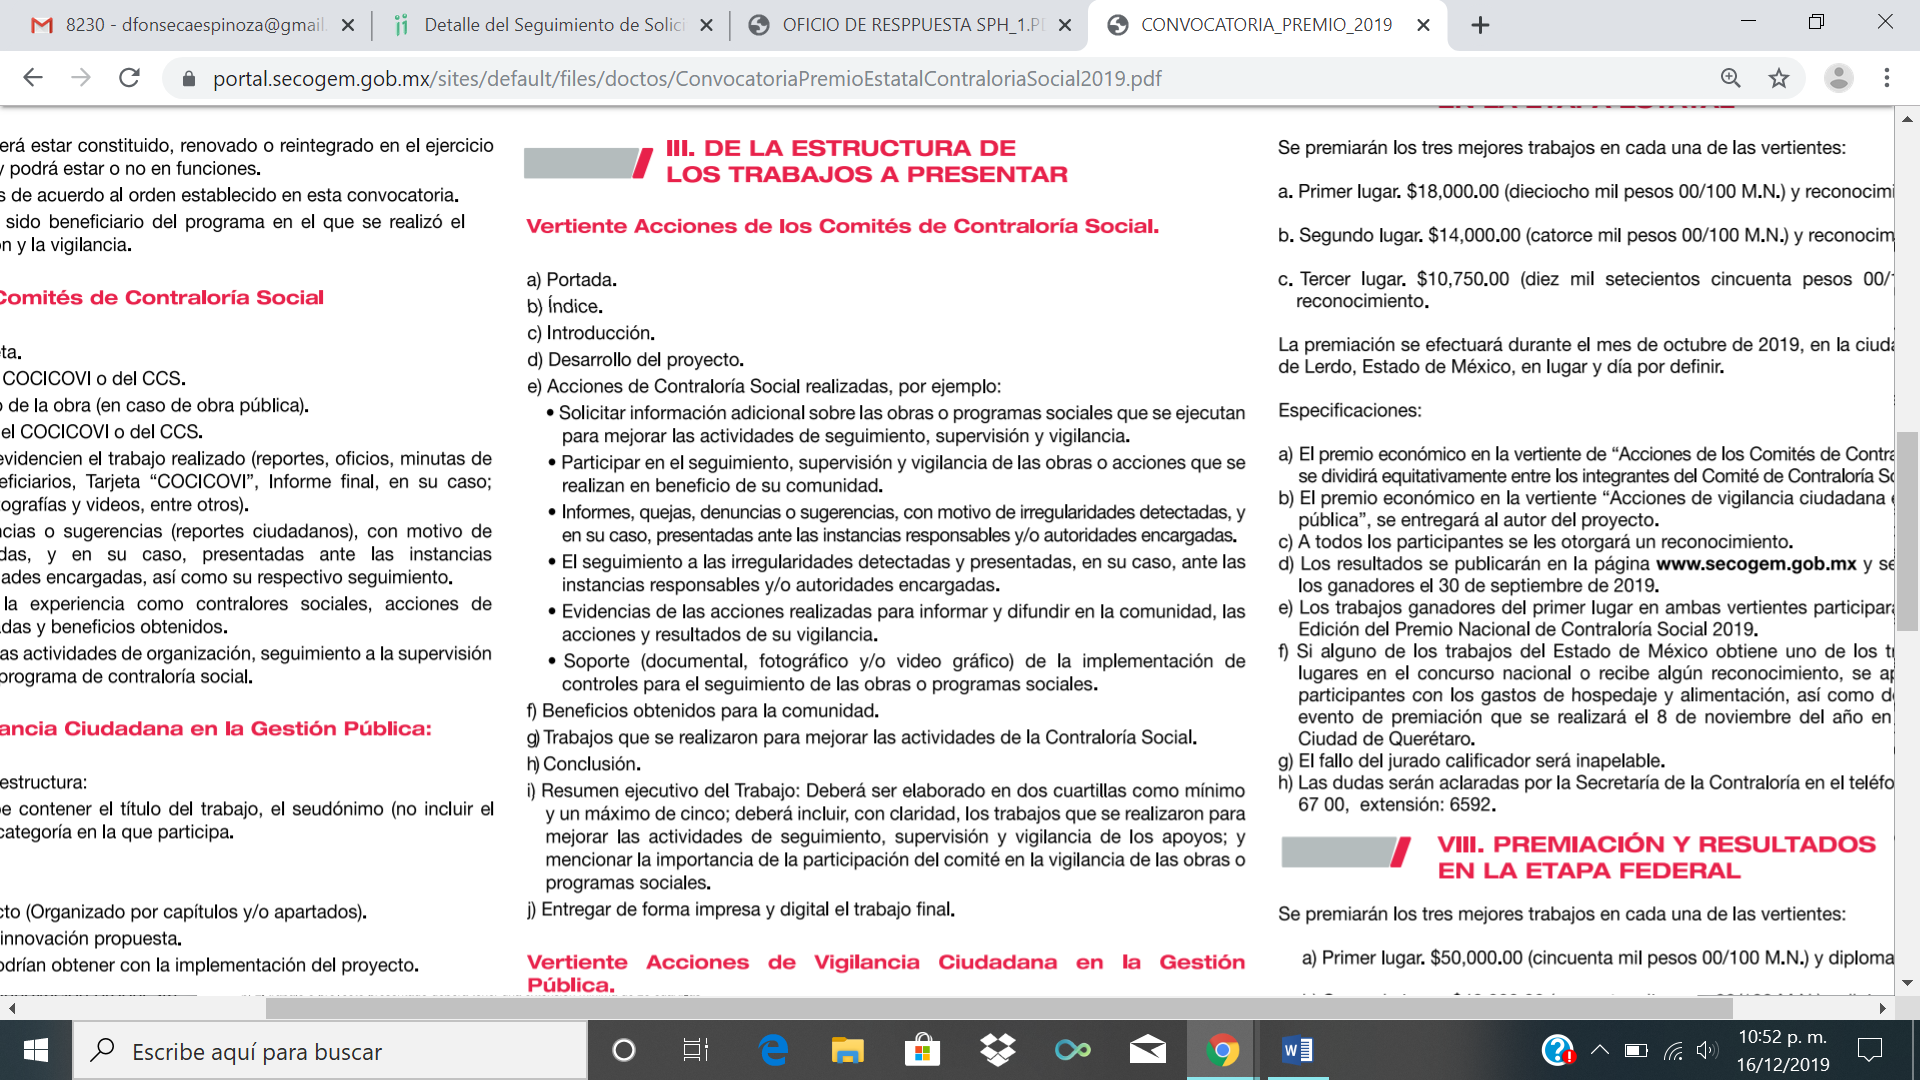 8230 - dfonsecaespinoza@gmail.
Detalle del Seguimiento de Solici
OFICIO DE RESPPUESTA SPH_1.P
CONVOCATORIA_PREMIO_2019
portal.secogem.gob.mx/sites/default/files/doctos/ConvocatoriaPremioEstatalContraloriaSocial2019.pdf
erá estar constituido, renovado o reintegrado en el ejercicio
y podrá estar o no en funciones.
s de acuerdo al orden establecido en esta convocatoria.
sido beneficiario del programa en el que se realizó el
ón y la vigilancia.
Comités de Contraloría Social
ta.
COCICOVI o del CCS.
o de la obra (en caso de obra pública).
el COCICOVI o del CCS.
evidencien el trabajo realizado (reportes, oficios, minutas de
eficiarios, Tarjeta “COCICOVI”, Informe final, en su caso;
tografías y videos, entre otros).
ncias o sugerencias (reportes ciudadanos), con motivo de
das, y en su caso, presentadas ante las instancias
dades encargadas, así como su respectivo seguimiento.
la experiencia como contralores sociales, acciones de
das y beneficios obtenidos.
as actividades de organización, seguimiento a la supervisión
programa de contraloría social.
ancia Ciudadana en la Gestión Pública:
estructura:
be contener el título del trabajo, el seudónimo (no incluir el
categoría en la que participa.
cto (Organizado por capítulos y/o apartados).
innovación propuesta.
odrían obtener con la implementación del proyecto.
III. DE LA ESTRUCTURA DE
LOS TRABAJOS A PRESENTAR
Vertiente Acciones de los Comités de Contraloría Social.
a) Portada.
b) Índice.
c) Introducción.
d) Desarrollo del proyecto.
e) Acciones de Contraloría Social realizadas, por ejemplo:
• Solicitar información adicional sobre las obras o programas sociales que se ejecutan
para mejorar las actividades de seguimiento, supervisión y vigilancia.
• Participar en el seguimiento, supervisión y vigilancia de las obras o acciones que se
realizan en beneficio de su comunidad.
• Informes, quejas, denuncias o sugerencias, con motivo de irregularidades detectadas, y
en su caso, presentadas ante las instancias responsables y/o autoridades encargadas.
• El seguimiento a las irregularidades detectadas y presentadas, en su caso, ante las
instancias responsables y/o autoridades encargadas.
• Evidencias de las acciones realizadas para informar y difundir en la comunidad, las
acciones y resultados de su vigilancia.
• Soporte (documental, fotográfico y/o video gráfico) de la implementación de
controles para el seguimiento de las obras o programas sociales.
f) Beneficios obtenidos para la comunidad.
g) Trabajos que se realizaron para mejorar las actividades de la Contraloría Social.
h) Conclusión.
i) Resumen ejecutivo del Trabajo: Deberá ser elaborado en dos cuartillas como mínimo
y un máximo de cinco; deberá incluir, con claridad, los trabajos que se realizaron para
mejorar las actividades de seguimiento, supervisión y vigilancia de los apoyos; y
mencionar la importancia de la participación del comité en la vigilancia de las obras o
programas sociales.
j) Entregar de forma impresa y digital el trabajo final.
Vertiente Acciones de Vigilancia Ciudadana en la Gestión
Pública.
EN LA ETAPA ESTATAL
Se premiarán los tres mejores trabajos en cada una de las vertientes:
a. Primer lugar. $18,000.00 (dieciocho mil pesos 00/100 M.N.) y reconocimi
b. Segundo lugar. $14,000.00 (catorce mil pesos 00/100 M.N.) y reconocim
c. Tercer lugar. $10,750.00 (diez mil setecientos cincuenta pesos 00/1
reconocimiento.
La premiación se efectuará durante el mes de octubre de 2019, en la ciuda
de Lerdo, Estado de México, en lugar y día por definir.
Especificaciones:
a) El premio económico en la vertiente de “Acciones de los Comités de Contra
se dividirá equitativamente entre los integrantes del Comité de Contraloría So
b) El premio económico en la vertiente “Acciones de vigilancia ciudadana e
pública”, se entregará al autor del proyecto.
c) A todos los participantes se les otorgará un reconocimiento.
d) Los resultados se publicarán en la página www.secogem.gob.mx y se
los ganadores el 30 de septiembre de 2019.
e) Los trabajos ganadores del primer lugar en ambas vertientes participará
Edición del Premio Nacional de Contraloría Social 2019.
f) Si alguno de los trabajos del Estado de México obtiene uno de los t
lugares en el concurso nacional o recibe algún reconocimiento, se ap
participantes con los gastos de hospedaje y alimentación, así como d
evento de premiación que se realizará el 8 de noviembre del año en
Ciudad de Querétaro.
g) El fallo del jurado calificador será inapelable.
h) Las dudas serán aclaradas por la Secretaría de la Contraloría en el teléfo
67 00, extensión: 6592.
VIII. PREMIACIÓN Y RESULTADOS
EN LA ETAPA FEDERAL
Se premiarán los tres mejores trabajos en cada una de las vertientes:
a) Primer lugar. $50,000.00 (cincuenta mil pesos 00/100 M.N.) y diploma
Escribe aquí para buscar
10:52 p. m.
16/12/2019